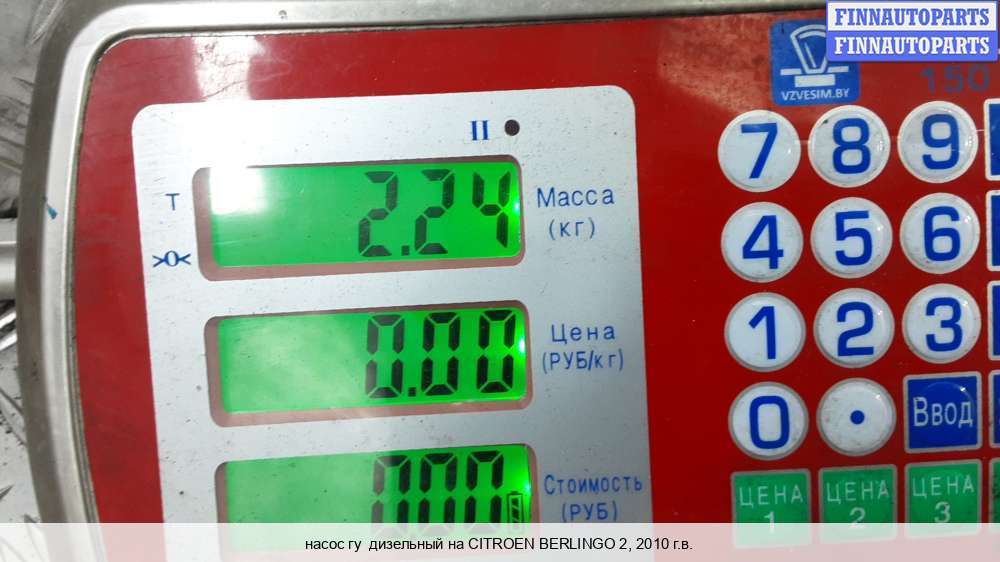 FINNAUTOPARTS
FINNAUTOPARTS
VZVESIM.BY
150
II
T
2.24
Масса
(кг)
>0<
0.00
Цена
(РУБ/кг)
0.00
Стоимость
(РУБ)
7 8 9
4 5 6
1 2 3
0 . Ввод
ЦЕНА 1
ЦЕНА 2
ЦЕНА 3
насос гу дизельный на CITROEN BERLINGO 2, 2010 г.в.